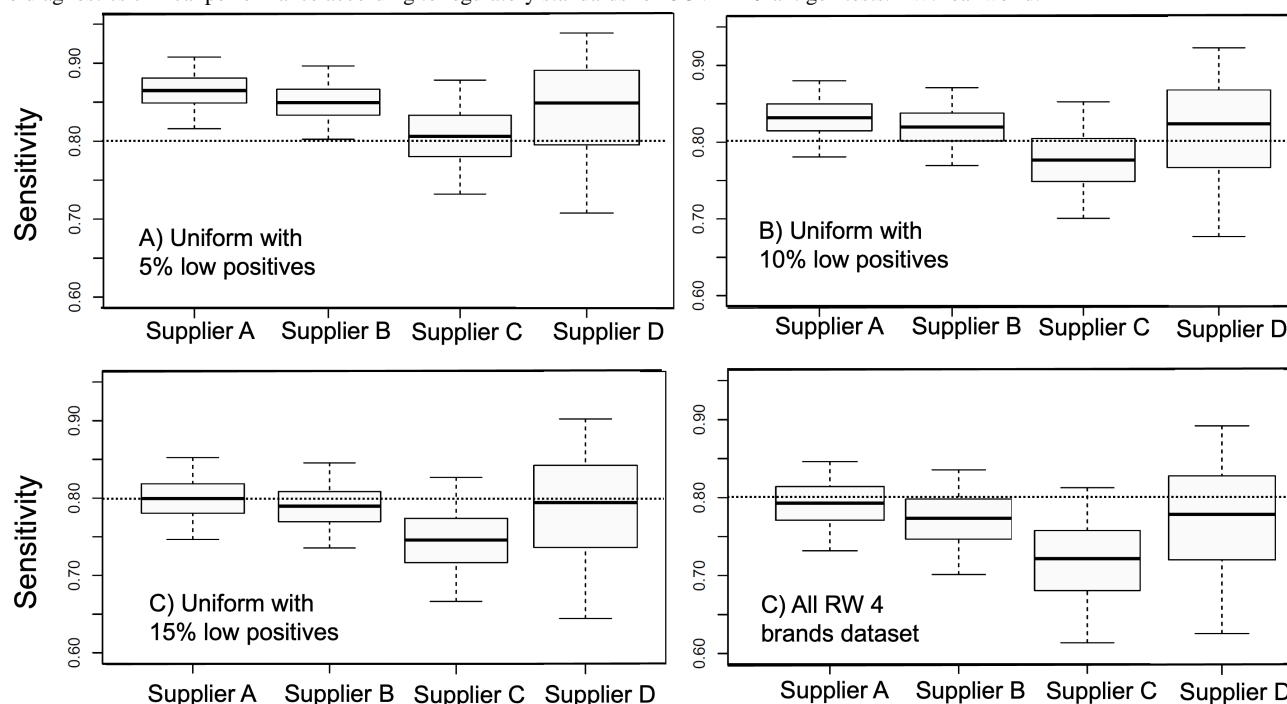 0.90
0.80
0.70
0.60
Sensitivity
A) Uniform with
5% low positives
Supplier A Supplier B Supplier C Supplier D
0.90
0.80
0.70
0.60
B) Uniform with
10% low positives
Supplier A Supplier B Supplier C Supplier D
0.90
0.80
0.70
0.60
Sensitivity
C) Uniform with
15% low positives
Supplier A Supplier B Supplier C Supplier D
0.90
0.80
0.70
0.60
C) All RW 4
brands dataset
Supplier A Supplier B Supplier C Supplier D